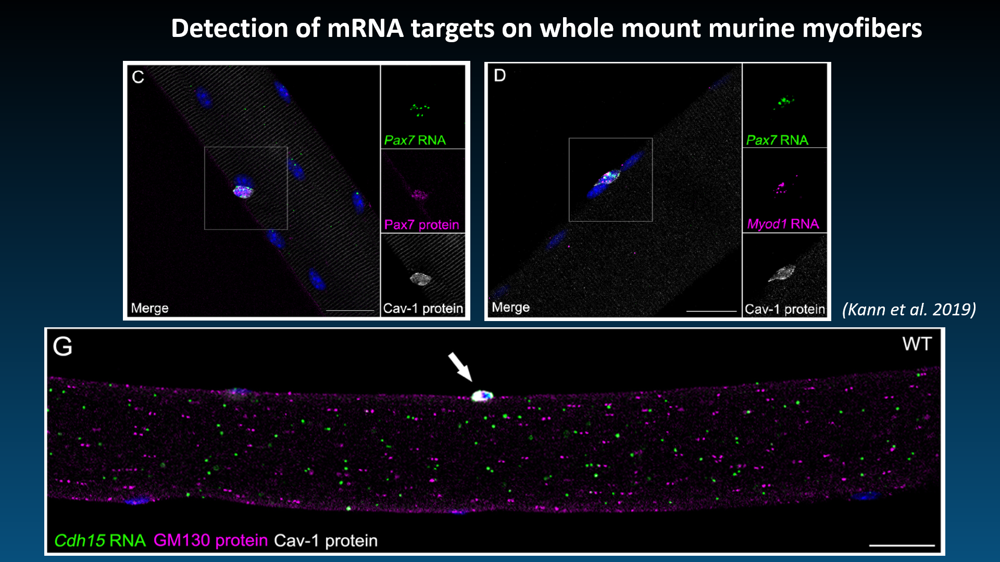 Detection of mRNA targets on whole mount murine myofibers
C
Pax7 RNA
Pax7 protein
Merge
Cav-1 protein
D
Pax7 RNA
Myod1 RNA
Merge
Cav-1 protein
(Kann et al. 2019)
G
WT
Cdh15 RNA GM130 protein Cav-1 protein